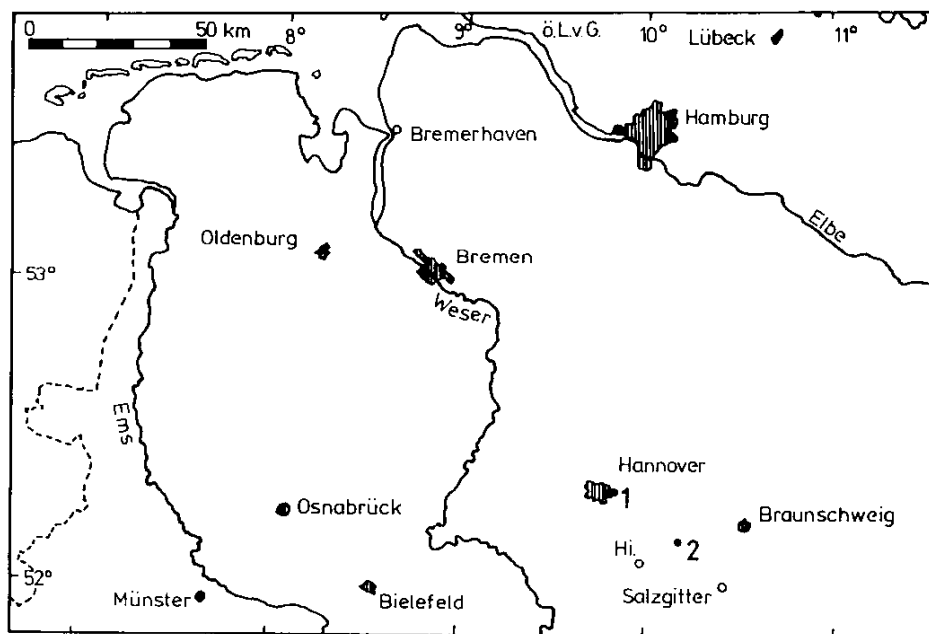 0 50 km
8° 9° ö.L.v.G. 10° 11°
Lübeck
Hamburg
Bremerhaven
Elbe
Oldenburg
Bremen
53°
Weser
Ems
Hannover
1
Osnabrück
Braunschweig
2
Hi.
52°
Münster
Bielefeld
Salzgitter